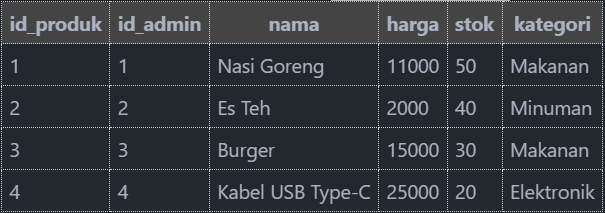 id_produk id_admin nama harga stok kategori
1 1 Nasi Goreng 11000 50 Makanan
2 2 Es Teh 2000 40 Minuman
3 3 Burger 15000 30 Makanan
4 4 Kabel USB Type-C 25000 20 Elektronik